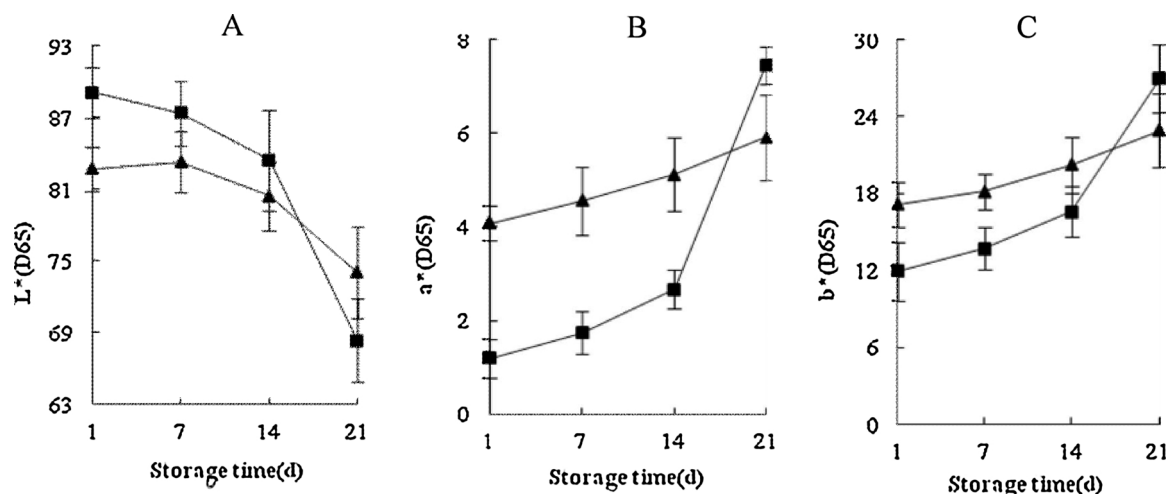 A
93
87
81
75
69
63
L*(D65)
1 7 14 21
Storage time(d)
B
8
6
4
2
0
a*(D65)
1 7 14 21
Storage time(d)
C
30
24
18
12
6
0
b*(D65)
1 7 14 21
Storage time(d)